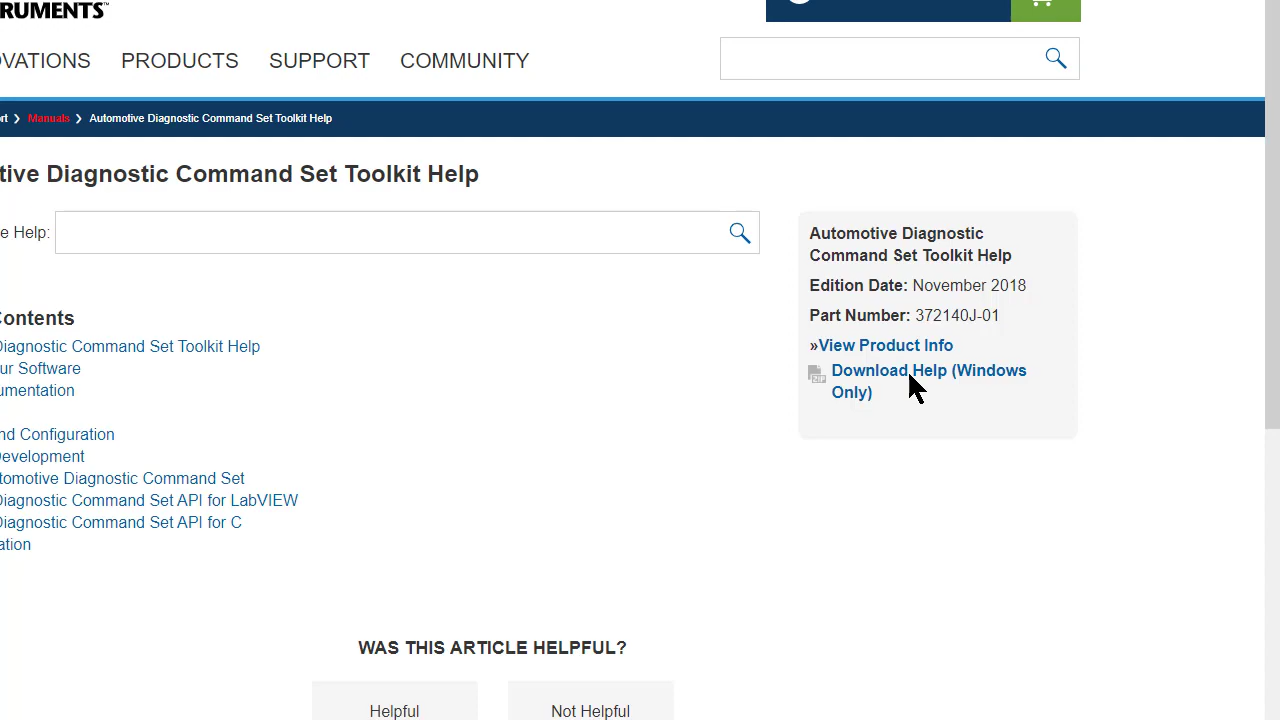 RUMENTS™
VATIONS PRODUCTS SUPPORT COMMUNITY
rt > Manuals > Automotive Diagnostic Command Set Toolkit Help
tive Diagnostic Command Set Toolkit Help
e Help:
Automotive Diagnostic
Command Set Toolkit Help
Edition Date: November 2018
Part Number: 372140J-01
»View Product Info
ZIP
Download Help (Windows
Only)
Contents
Diagnostic Command Set Toolkit Help
ur Software
umentation
nd Configuration
Development
tomotive Diagnostic Command Set
Diagnostic Command Set API for LabVIEW
Diagnostic Command Set API for C
ation
WAS THIS ARTICLE HELPFUL?
Helpful Not Helpful